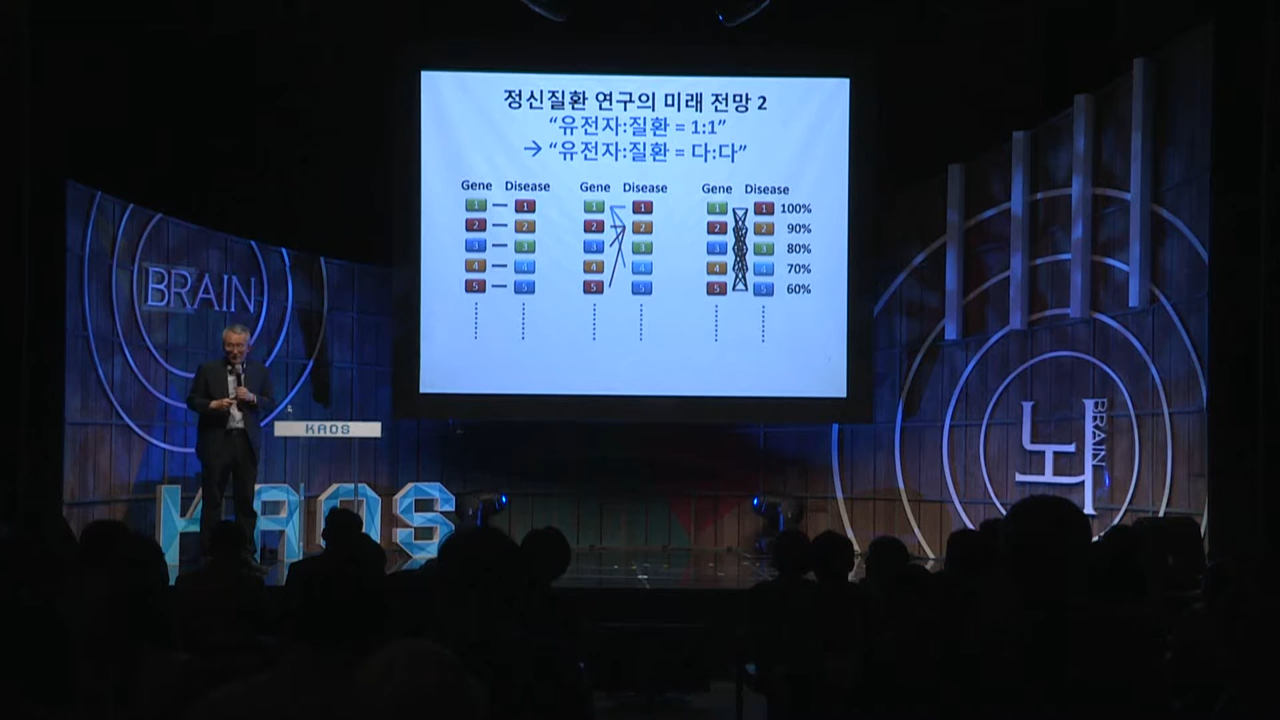 정신질환 연구의 미래 전망 2
“유전자:질환 = 1:1”
→ “유전자:질환 = 다:다”
Gene Disease Gene Disease Gene Disease
1 1 1 1 1 1 100%
2 2 2 2 2 2 90%
3 3 3 3 3 3 80%
4 4 4 4 4 4 70%
5 5 5 5 5 5 60%
BRAIN
KAOS
KAOS
뇌
BRAIN